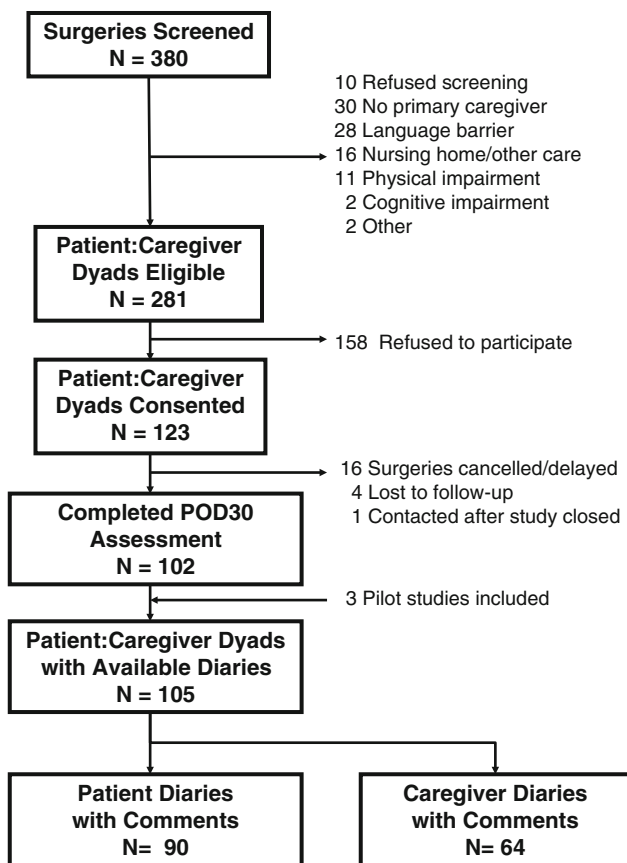 Surgeries Screened
N = 380
10 Refused screening
30 No primary caregiver
28 Language barrier
16 Nursing home/other care
11 Physical impairment
2 Cognitive impairment
2 Other
Patient:Caregiver
Dyads Eligible
N = 281
158 Refused to participate
Patient:Caregiver
Dyads Consented
N = 123
16 Surgeries cancelled/delayed
4 Lost to follow-up
1 Contacted after study closed
Completed POD30
Assessment
N = 102
3 Pilot studies included
Patient:Caregiver Dyads
with Available Diaries
N = 105
Patient Diaries
with Comments
N= 90
Caregiver Diaries
with Comments
N= 64